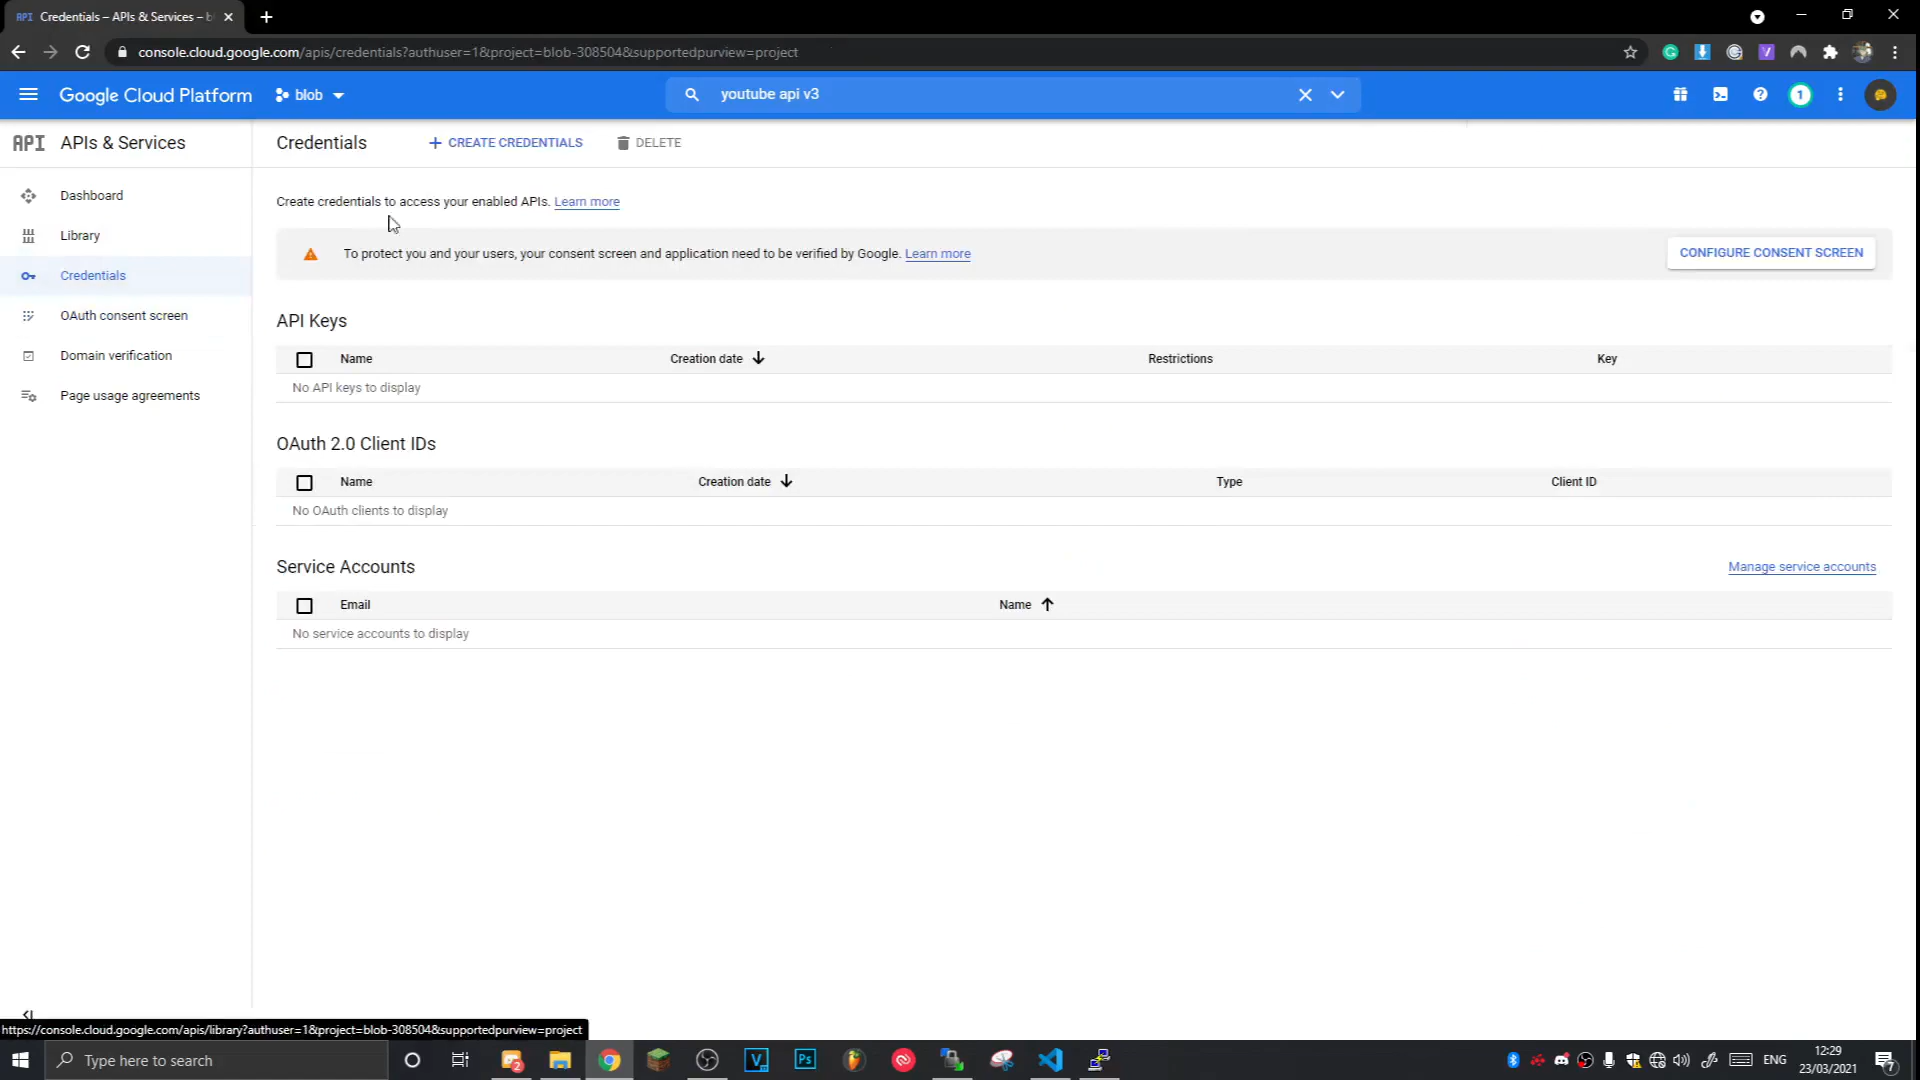 API Credentials – APIs & Services – b
console.cloud.google.com/apis/credentials?authuser=1&project=blob-308504&supportedpurview=project
Google Cloud Platform
blob
youtube api v3
1
API APIs & Services
Credentials
CREATE CREDENTIALS
DELETE
Dashboard
Library
Credentials
OAuth consent screen
Domain verification
Page usage agreements
Create credentials to access your enabled APIs. Learn more
To protect you and your users, your consent screen and application need to be verified by Google. Learn more
CONFIGURE CONSENT SCREEN
API Keys
Name Creation date Restrictions Key
No API keys to display
OAuth 2.0 Client IDs
Name Creation date Type Client ID
No OAuth clients to display
Service Accounts
Manage service accounts
Email Name
No service accounts to display
https://console.cloud.google.com/apis/library?authuser=1&project=blob-308504&supportedpurview=project
Type here to search
2
V
Ps
ENG
12:29
23/03/2021
7